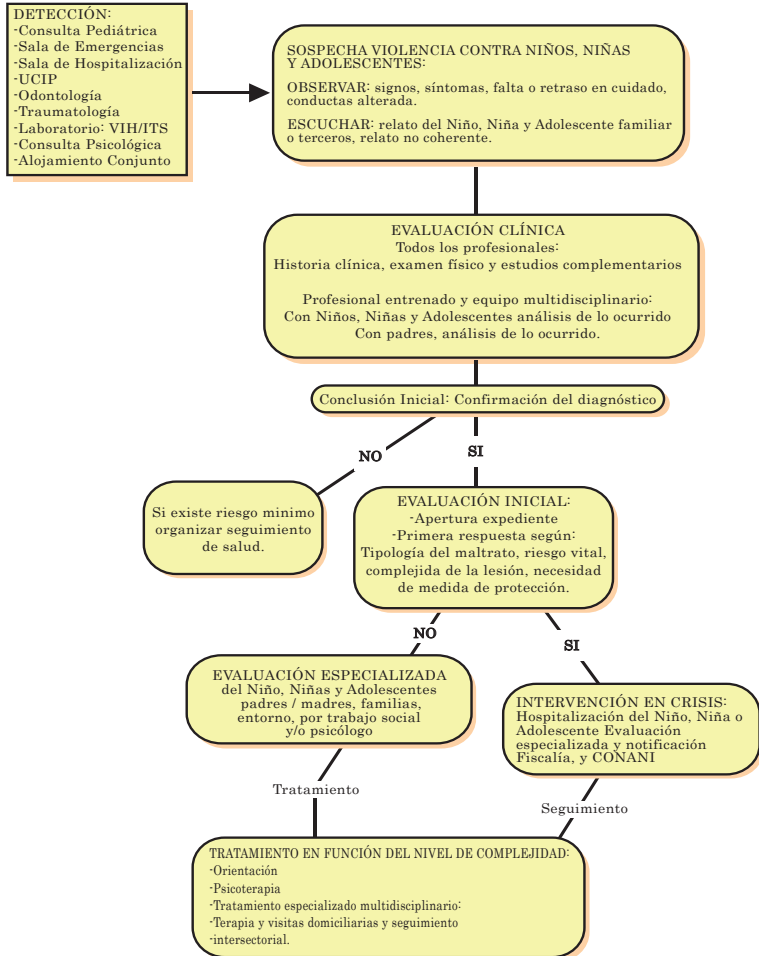 DETECCIÓN:
-Consulta Pediátrica
-Sala de Emergencias
-Sala de Hospitalización
-UCIP
-Odontología
-Traumatología
-Laboratorio: VIH/ITS
-Consulta Psicológica
-Alojamiento Conjunto
SOSPECHA VIOLENCIA CONTRA NIÑOS, NIÑAS
Y ADOLESCENTES:
OBSERVAR: signos, síntomas, falta o retraso en cuidado,
conductas alterada.
ESCUCHAR: relato del Niño, Niña y Adolescente familiar
o terceros, relato no coherente.
EVALUACIÓN CLÍNICA
Todos los profesionales:
Historia clínica, examen físico y estudios complementarios
Profesional entrenado y equipo multidisciplinario:
Con Niños, Niñas y Adolescentes análisis de lo ocurrido
Con padres, análisis de lo ocurrido.
Conclusión Inicial: Confirmación del diagnóstico
NO
SI
Si existe riesgo minimo
organizar seguimiento
de salud.
EVALUACIÓN INICIAL:
-Apertura expediente
-Primera respuesta según:
Tipología del maltrato, riesgo vital,
complejida de la lesión, necesidad
de medida de protección.
NO
SI
EVALUACIÓN ESPECIALIZADA
del Niño, Niñas y Adolescentes
padres / madres, familias,
entorno, por trabajo social
y/o psicólogo
INTERVENCIÓN EN CRISIS:
Hospitalización del Niño, Niña o
Adolescente Evaluación
especializada y notificación
Fiscalía, y CONANI
Tratamiento
Seguimiento
TRATAMIENTO EN FUNCIÓN DEL NIVEL DE COMPLEJIDAD:
-Orientación
-Psicoterapia
-Tratamiento especializado multidisciplinario:
-Terapia y visitas domiciliarias y seguimiento
-intersectorial.